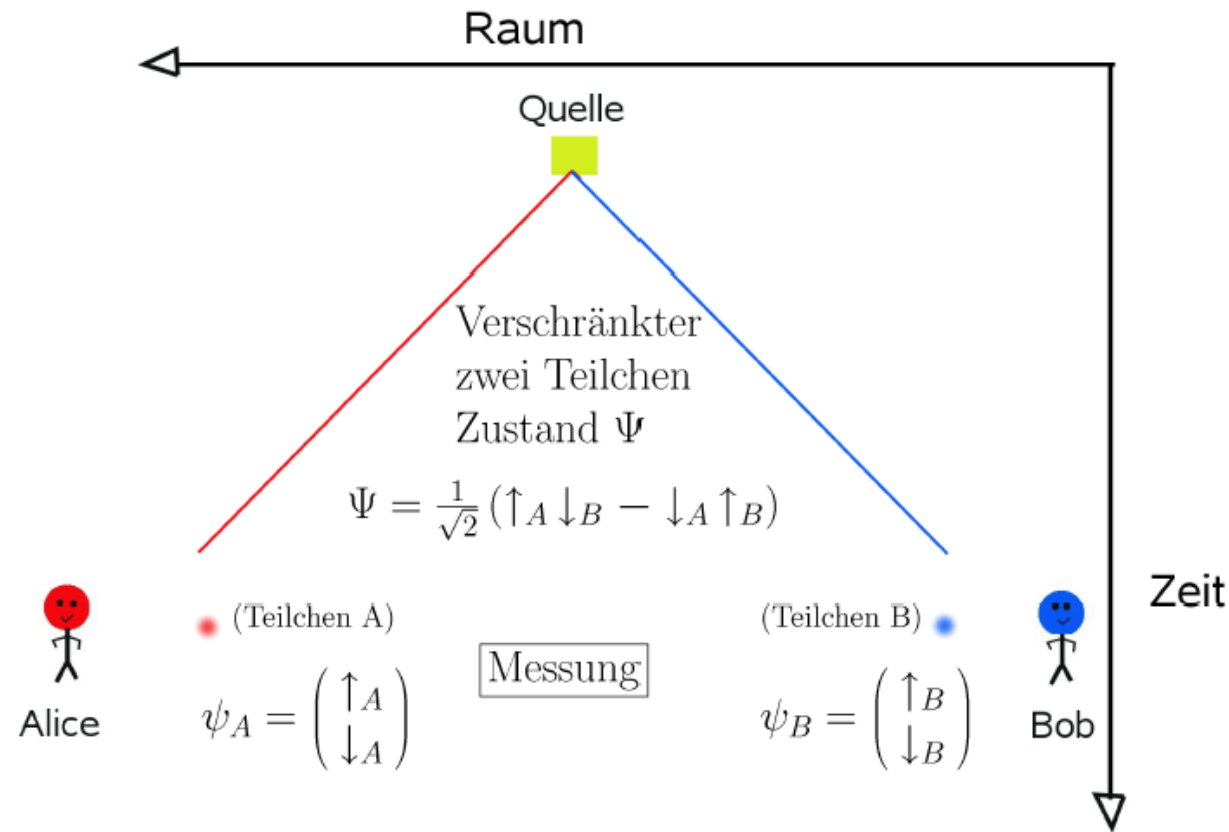 Raum
Quelle
Verschränkter
zwei Teilchen
Zustand Ψ
Ψ = 1/√2 (↑A ↓B − ↓A ↑B)
Zeit
(Teilchen A)
(Teilchen B)
Messung
ψA = ( ↑A
↓A )
ψB = ( ↑B
↓B )
Alice
Bob